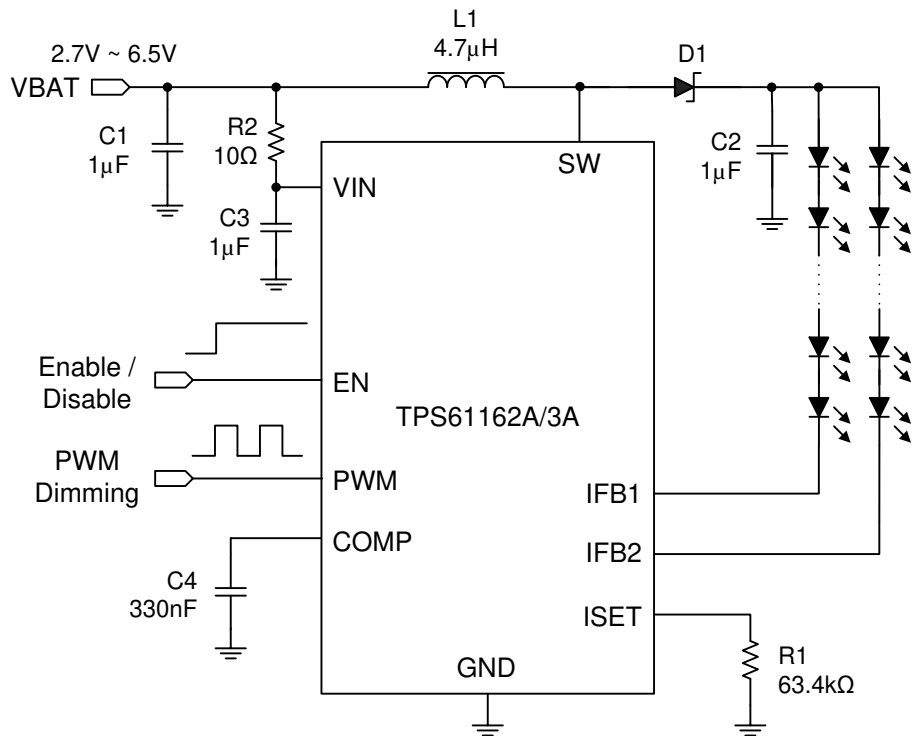 L1
4.7μH
2.7V ~ 6.5V
VBAT
D1
C1
1μF
R2
10Ω
C2
1μF
SW
VIN
C3
1μF
Enable /
Disable
EN
TPS61162A/3A
PWM
Dimming
PWM
IFB1
COMP
IFB2
C4
330nF
ISET
R1
63.4kΩ
GND